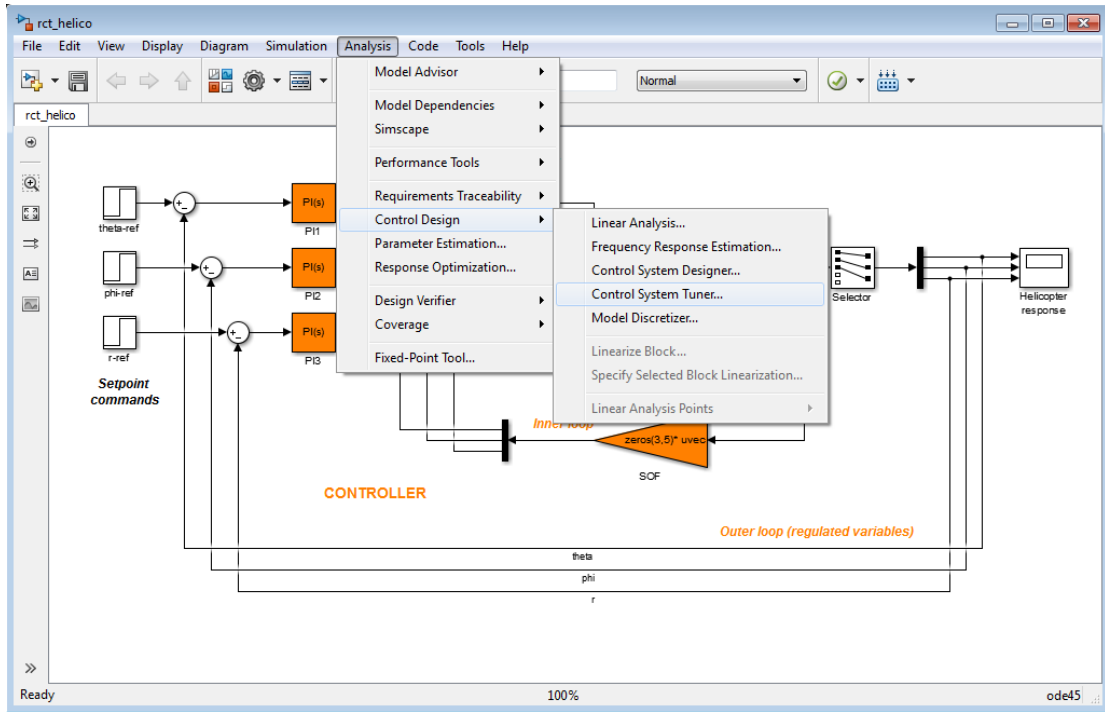 rct_helico
File Edit View Display Diagram Simulation Analysis Code Tools Help
Normal
rct_helico
Model Advisor
Model Dependencies
Simscape
Performance Tools
Requirements Traceability
Control Design
Parameter Estimation...
Response Optimization...
Design Verifier
Coverage
Fixed-Point Tool...
Linear Analysis...
Frequency Response Estimation...
Control System Designer...
Control System Tuner...
Model Discretizer...
Linearize Block...
Specify Selected Block Linearization...
Linear Analysis Points
theta-ref
PI(s)
PI1
phi-ref
PI(s)
PI2
r-ref
PI(s)
PI3
Setpoint
commands
Selector
Helicopter
response
Inner loop
zeros(3,5)* uvec
SOF
CONTROLLER
Outer loop (regulated variables)
theta
phi
r
Ready 100% ode45